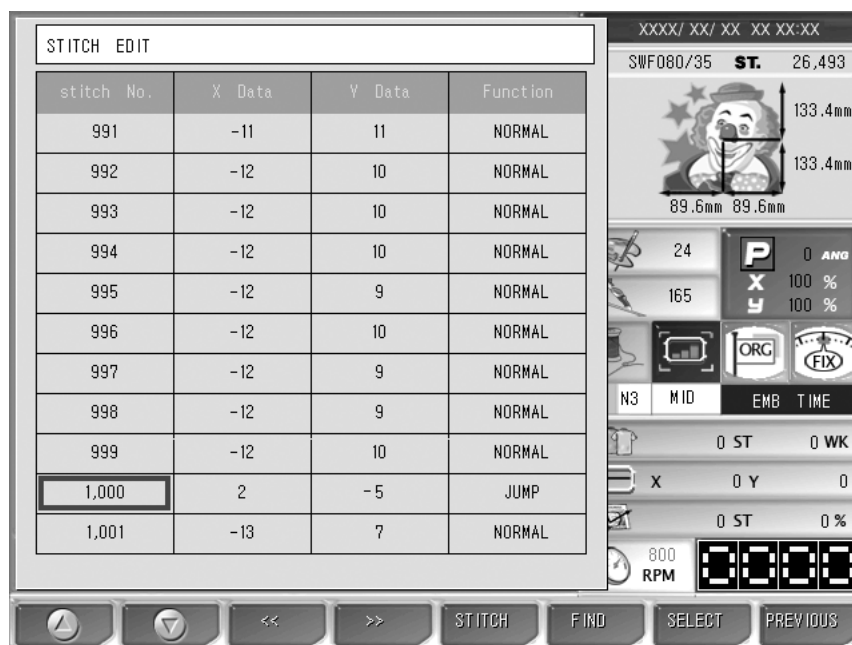 STITCH EDIT
stitch No. X Data Y Data Function
991 -11 11 NORMAL
992 -12 10 NORMAL
993 -12 10 NORMAL
994 -12 10 NORMAL
995 -12 9 NORMAL
996 -12 10 NORMAL
997 -12 9 NORMAL
998 -12 9 NORMAL
999 -12 10 NORMAL
1,000 2 -5 JUMP
1,001 -13 7 NORMAL
XXXX/ XX/ XX XX XX:XX
SWF080/35 ST. 26,493
133.4mm
133.4mm
89.6mm 89.6mm
24 P 0 ANG
X 100 %
165 y 100 %
ORG FIX
N3 MID EMB TIME
0 ST 0 WK
X 0 Y 0
0 ST 0 %
800
RPM
0000
<< >> STITCH FIND SELECT PREVIOUS